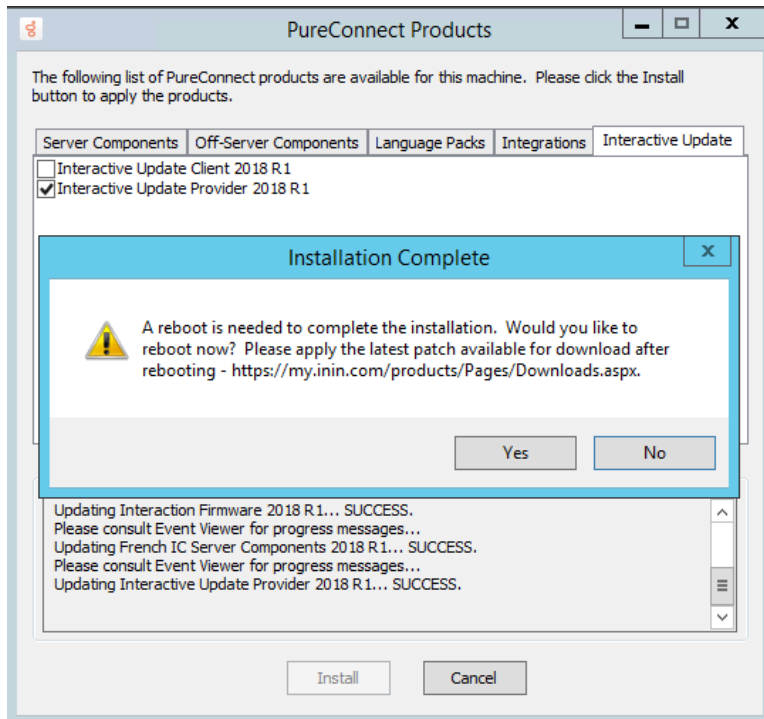 PureConnect Products
The following list of PureConnect products are available for this machine. Please click the Install
button to apply the products.
Server Components Off-Server Components Language Packs Integrations Interactive Update
Interactive Update Client 2018 R1
Interactive Update Provider 2018 R1
Installation Complete
A reboot is needed to complete the installation. Would you like to
reboot now? Please apply the latest patch available for download after
rebooting - https://my.inin.com/products/Pages/Downloads.aspx.
Yes No
Updating Interaction Firmware 2018 R1... SUCCESS.
Please consult Event Viewer for progress messages...
Updating French IC Server Components 2018 R1... SUCCESS.
Please consult Event Viewer for progress messages...
Updating Interactive Update Provider 2018 R1... SUCCESS.
Install Cancel